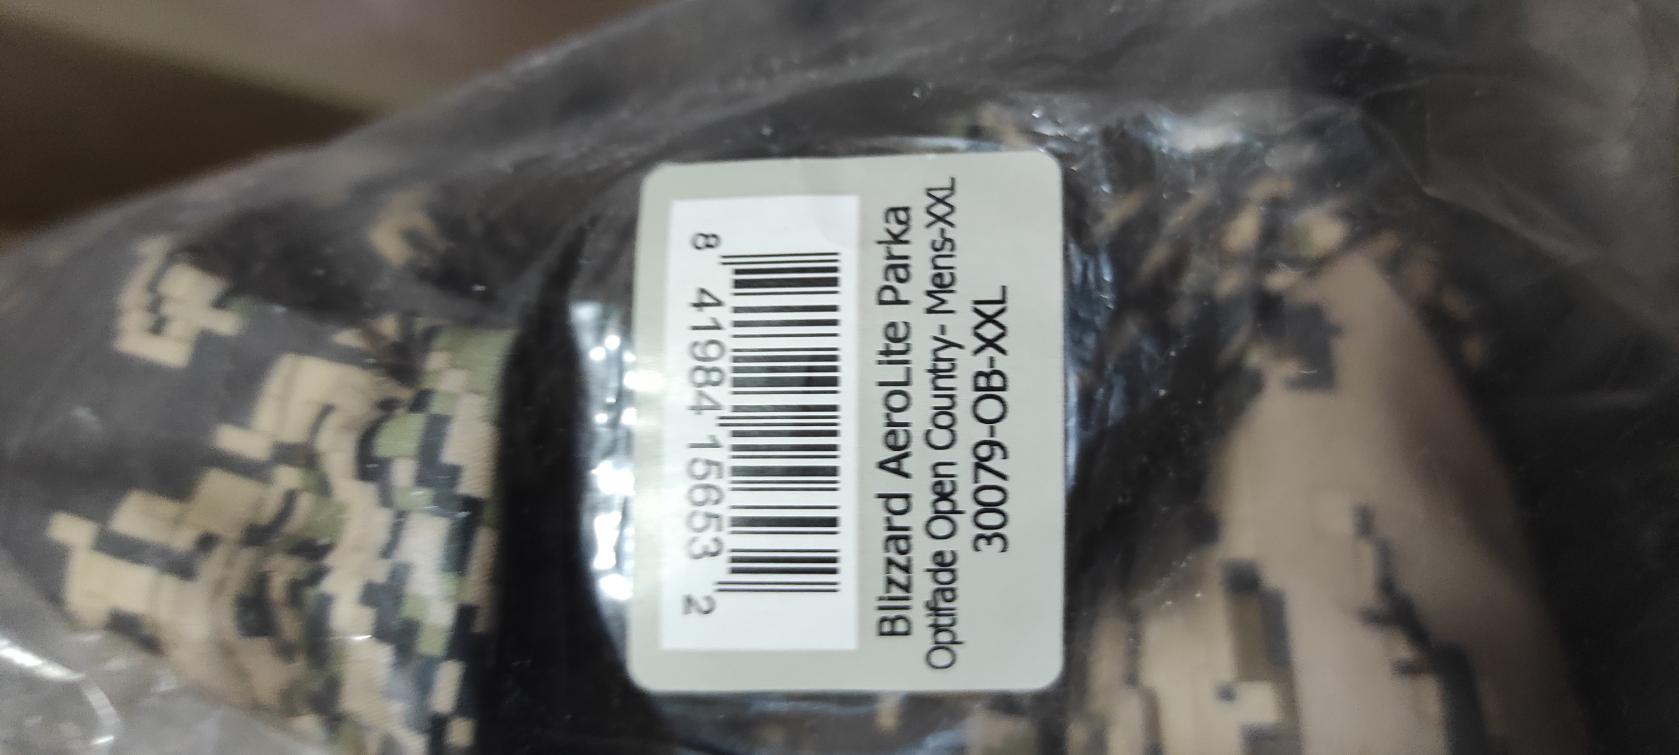 8 41984 15653 2
Blizzard AeroLite Parka
Optifade Open Country- Mens-XXL
30079-OB-XXL